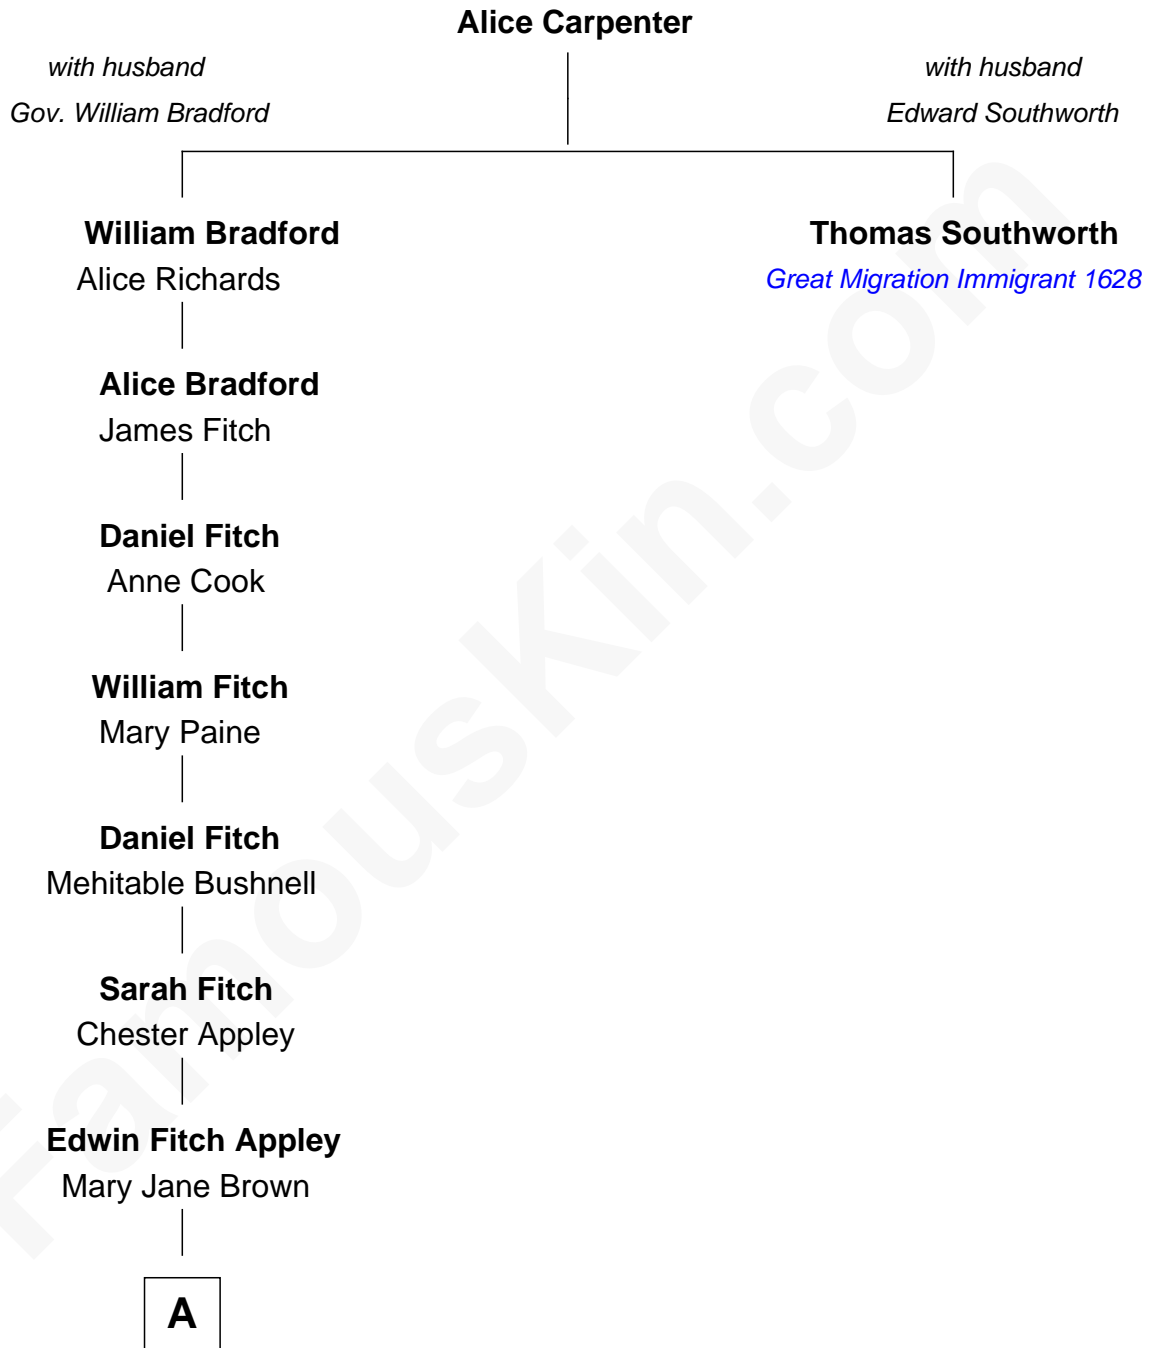 Alice Carpenter
with husband
Gov. William Bradford
with husband
Edward Southworth
William Bradford
Alice Richards
Thomas Southworth
Great Migration Immigrant 1628
Alice Bradford
James Fitch
Daniel Fitch
Anne Cook
William Fitch
Mary Paine
Daniel Fitch
Mehitable Bushnell
Sarah Fitch
Chester Appley
Edwin Fitch Appley
Mary Jane Brown
A
FamousKin.com